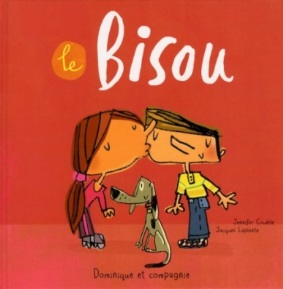 le
Bisou
Jennifer Couëlle
Jacques Laplante
Dominique et compagnie